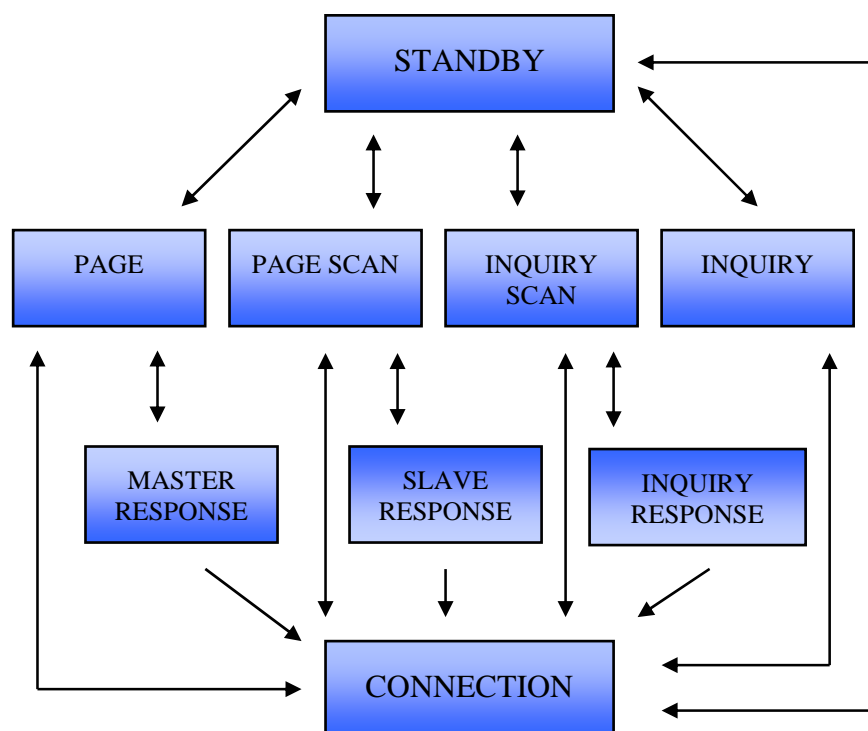 STANDBY
PAGE
PAGE SCAN
INQUIRY
SCAN
INQUIRY
MASTER
RESPONSE
SLAVE
RESPONSE
INQUIRY
RESPONSE
CONNECTION